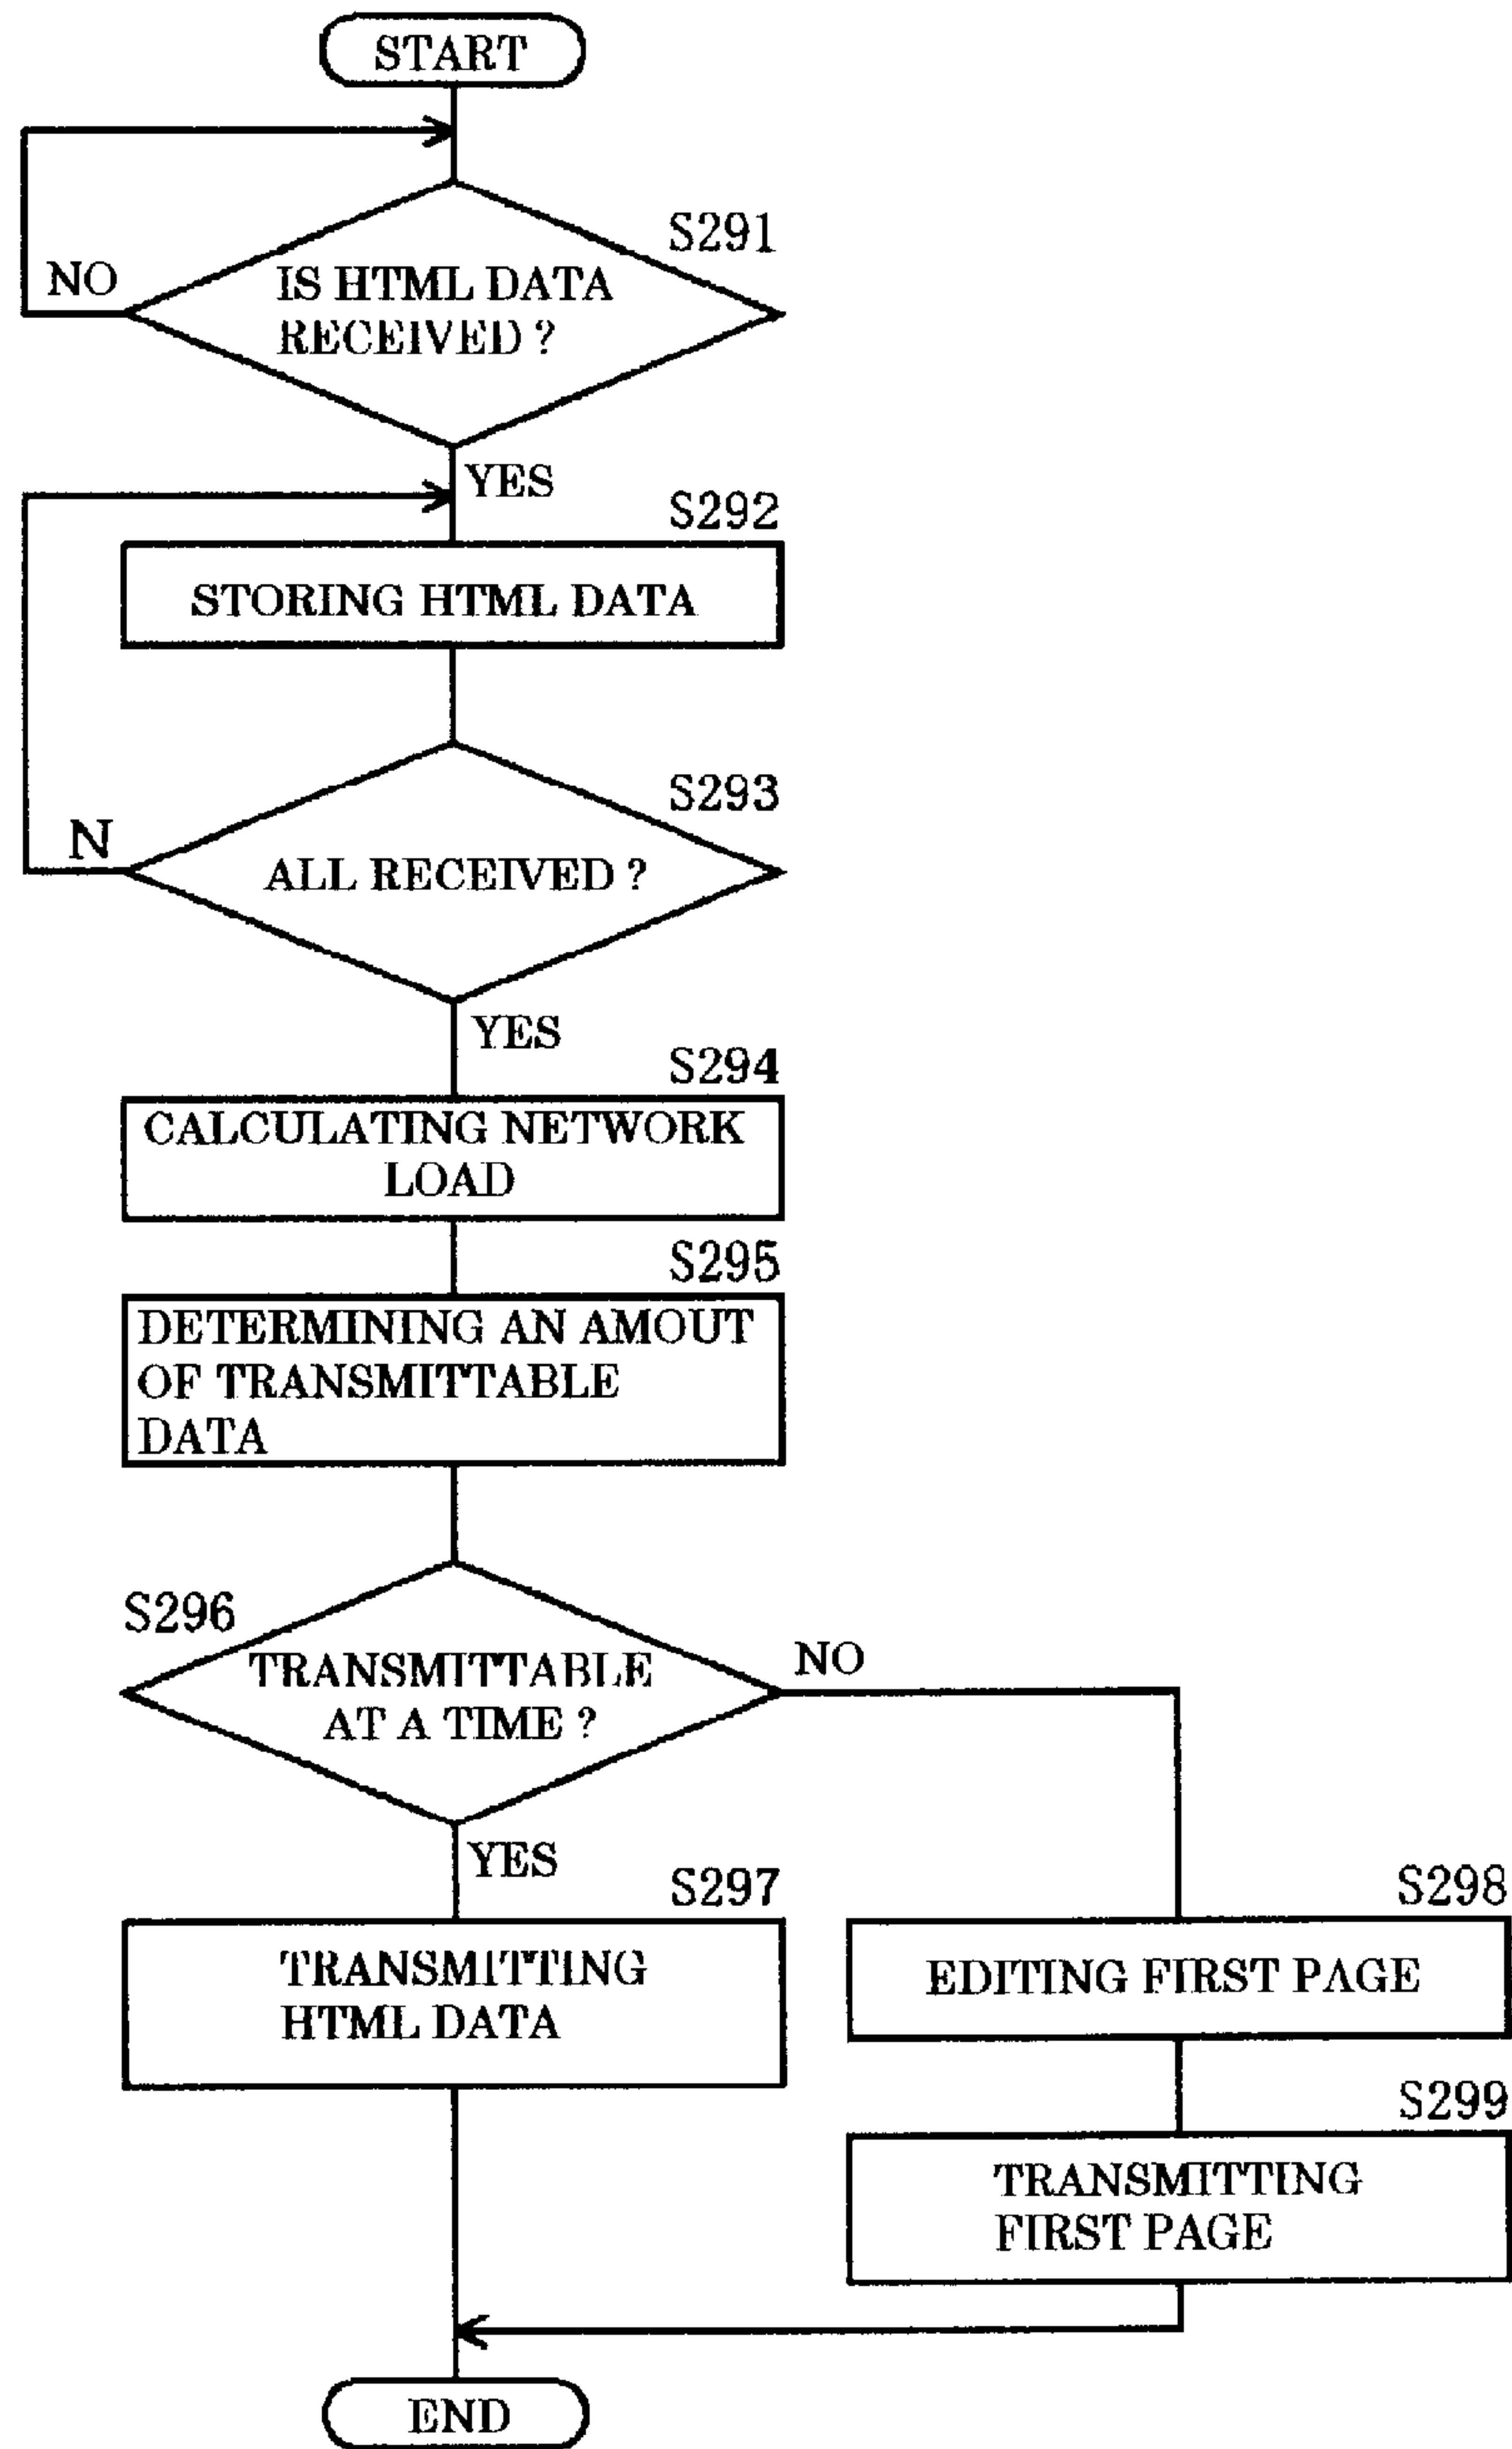 START
S291
NO
IS HTML DATA
RECEIVED ?
YES
S292
STORING HTML DATA
S293
N
ALL RECEIVED ?
YES
S294
CALCULATING NETWORK
LOAD
S295
DETERMINING AN AMOUT
OF TRANSMITTABLE
DATA
S296
TRANSMITTABLE
AT A TIME ?
NO
YES
S297
TRANSMITTING
HTML DATA
S298
EDITING FIRST PAGE
S299
TRANSMITTING
FIRST PAGE
END